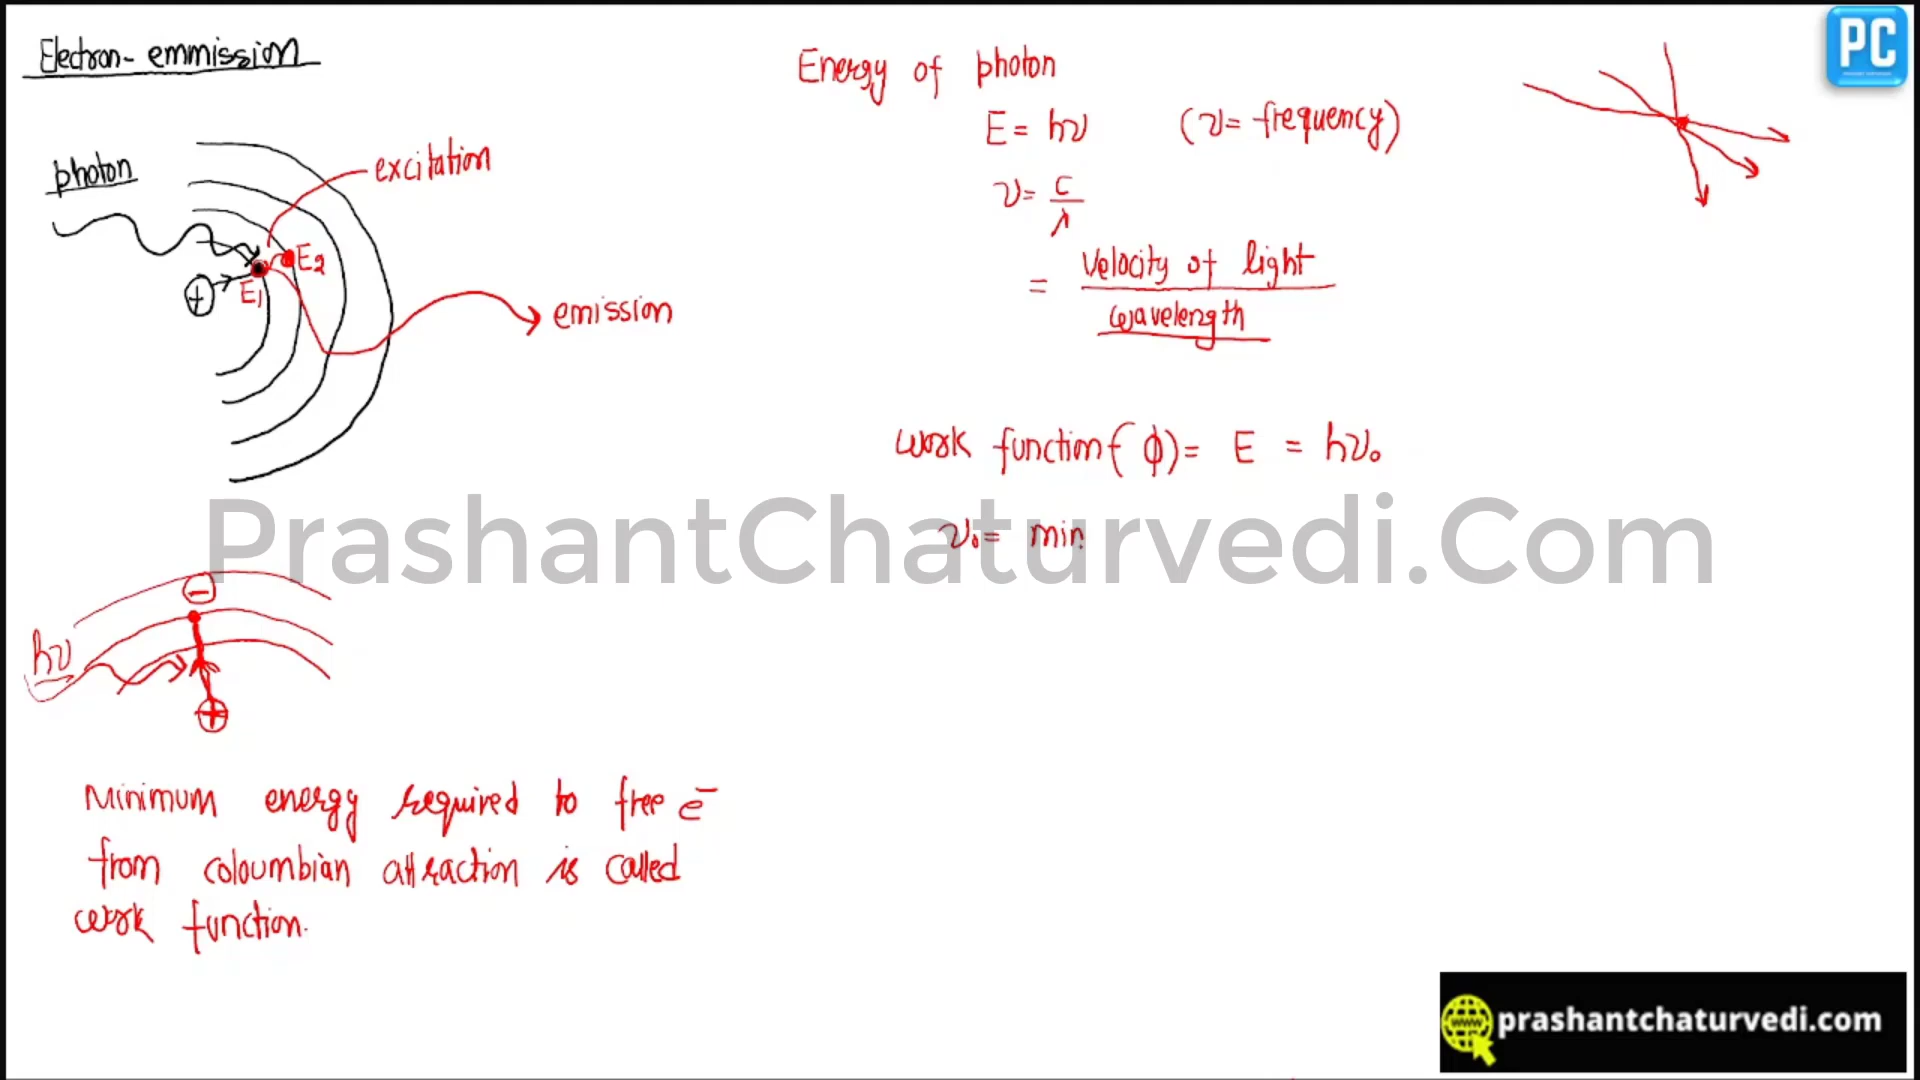 Electron- emmission
photon
excitation
E2
E1
emission
Energy of photon
E = hν (ν= frequency)
ν= c/λ
= velocity of light / wavelength
work function( ϕ)= E = hν₀
ν₀= min
hν
Minimum energy required to free e⁻
from coloumbian attraction is called
work function.
PrashantChaturvedi.Com
PC
www
prashantchaturvedi.com